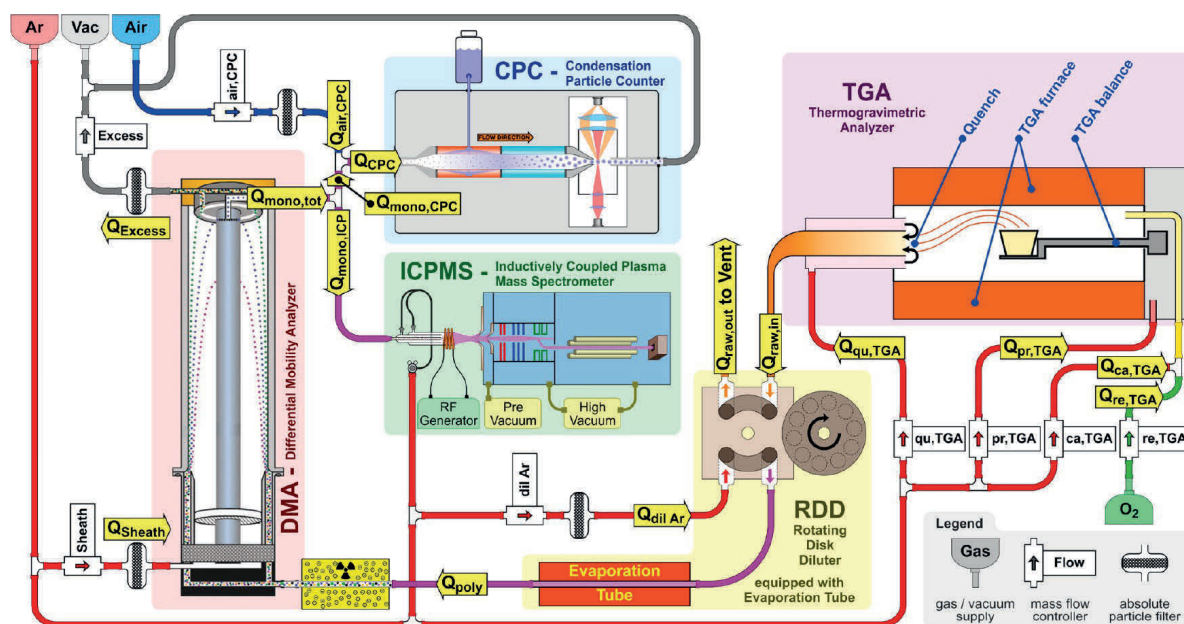 Ar
Vac
Air
air,CPC
Excess
Q_Excess
Q_air,CPC
Q_CPC
Q_mono,tot
Q_mono,CPC
Q_mono,ICP
CPC - Condensation
Particle Counter
FLOW DIRECTION
ICPMS - Inductively Coupled Plasma
Mass Spectrometer
RF
Generator
Pre
Vacuum
High
Vacuum
TGA
Thermogravimetric
Analyzer
Quench
TGA furnace
TGA balance
Q_raw,out to Vent
Q_raw,in
Q_qu,TGA
Q_pr,TGA
Q_ca,TGA
Q_re,TGA
qu,TGA
pr,TGA
ca,TGA
re,TGA
O2
DMA - Differential Mobility Analyzer
Sheath
Q_Sheath
dil Ar
Q_dil Ar
RDD
Rotating
Disk
Diluter
equipped with
Evaporation Tube
Evaporation
Tube
Q_poly
Legend
Gas
Flow
gas / vacuum
supply
mass flow
controller
absolute
particle filter